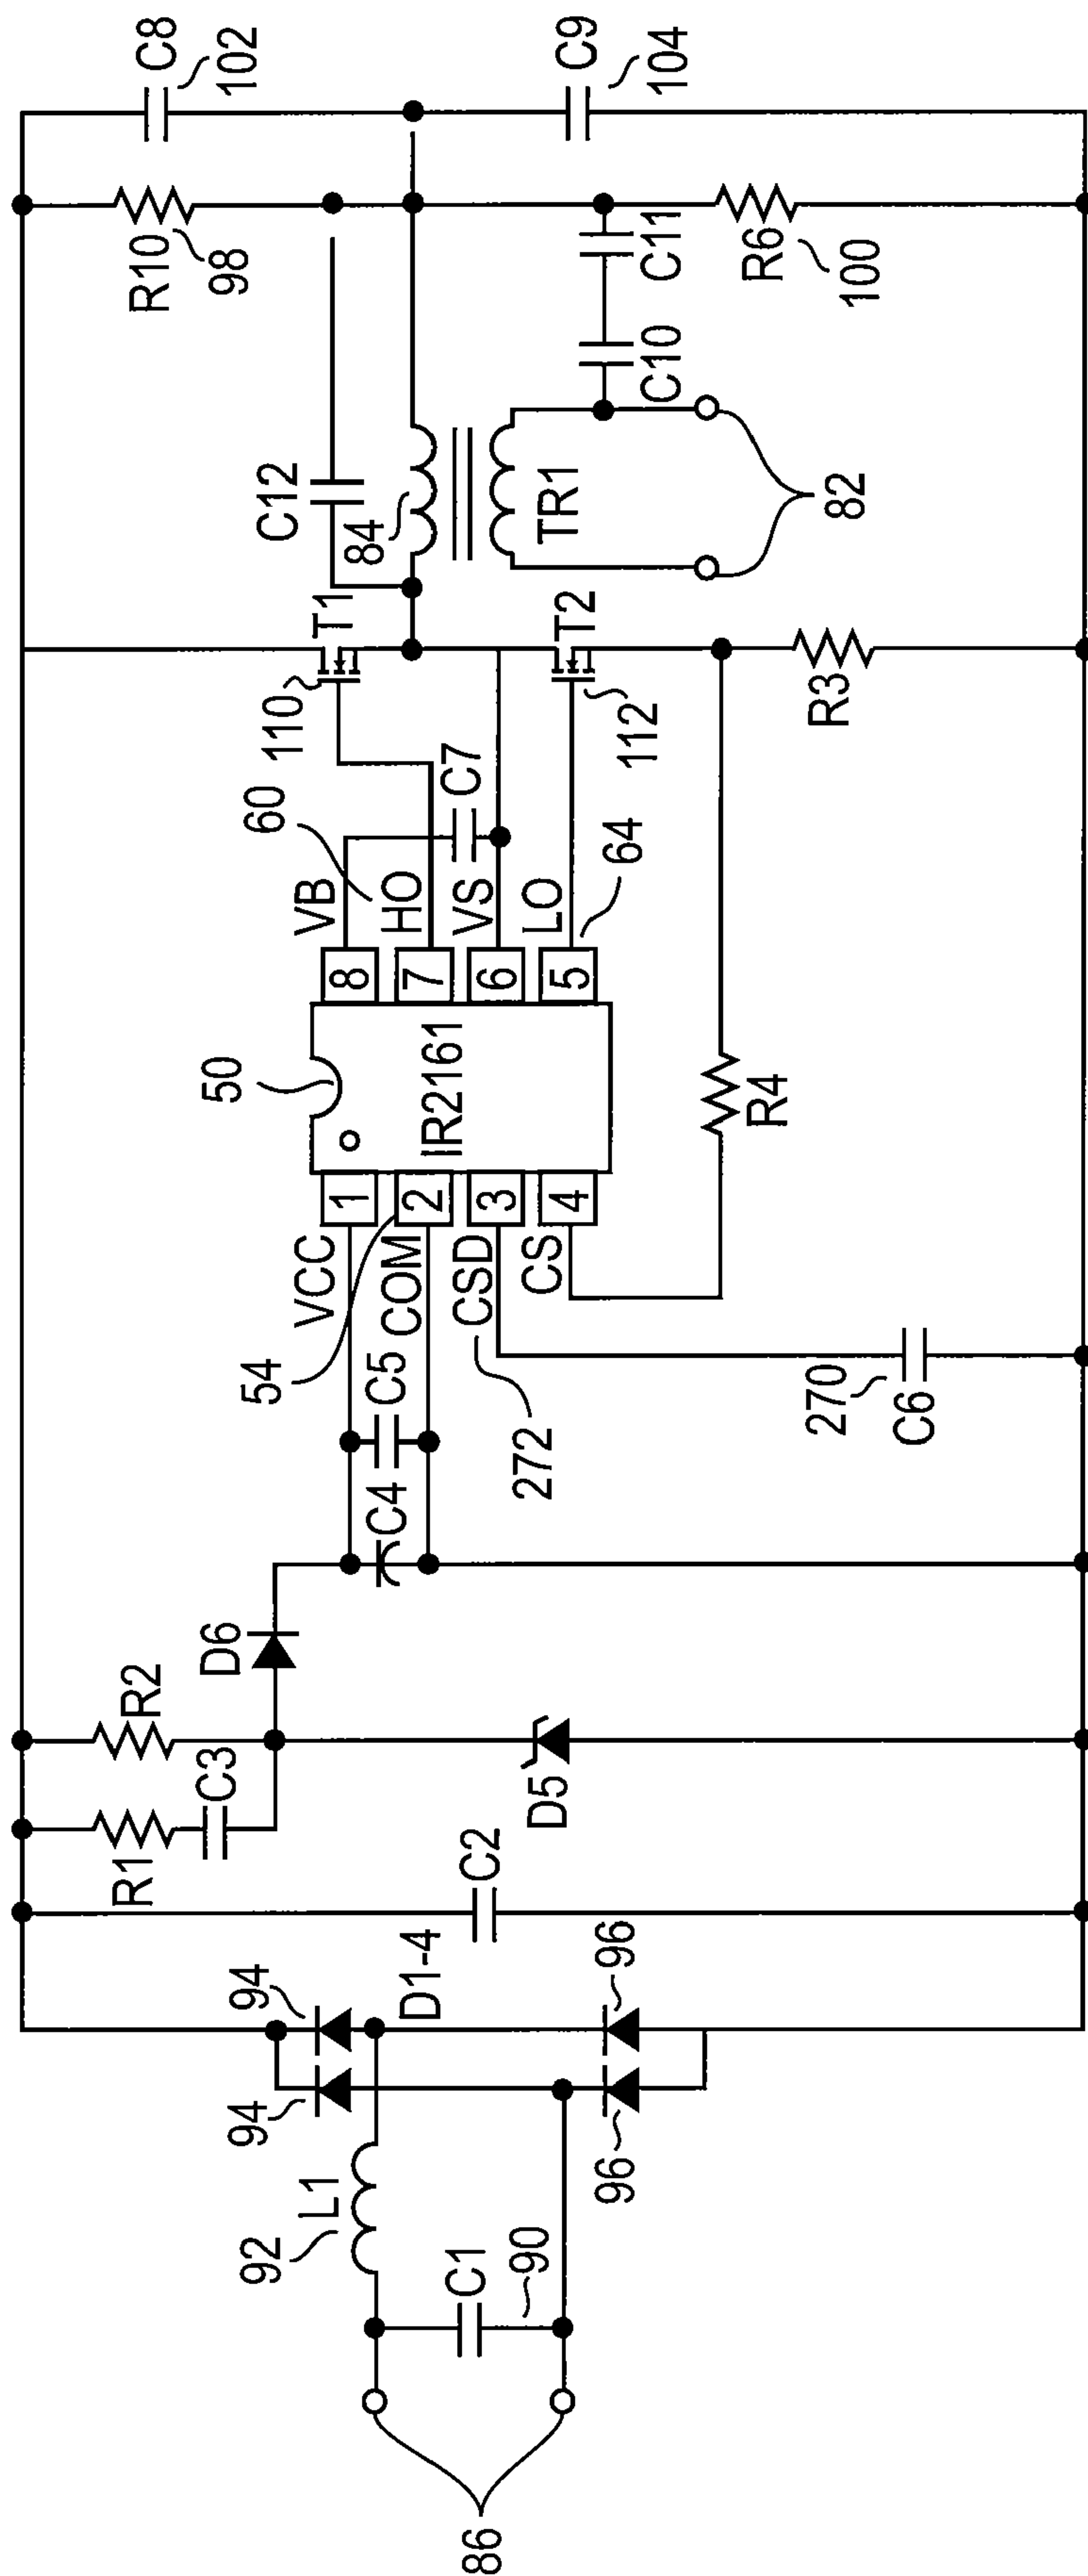 86
C1
90
92
L1
94
94
D1-4
96
96
C2
R1
C3
R2
D6
D5
C4
C5
54
VCC
COM
CSD
CS
272
270
C6
1
2
3
4
50
IR2161
8
7
6
5
VB
HO
VS
LO
60
64
C7
R4
110
T1
112
T2
R3
C12
84
TR1
82
C10
C11
R10
98
R6
100
C8
102
C9
104